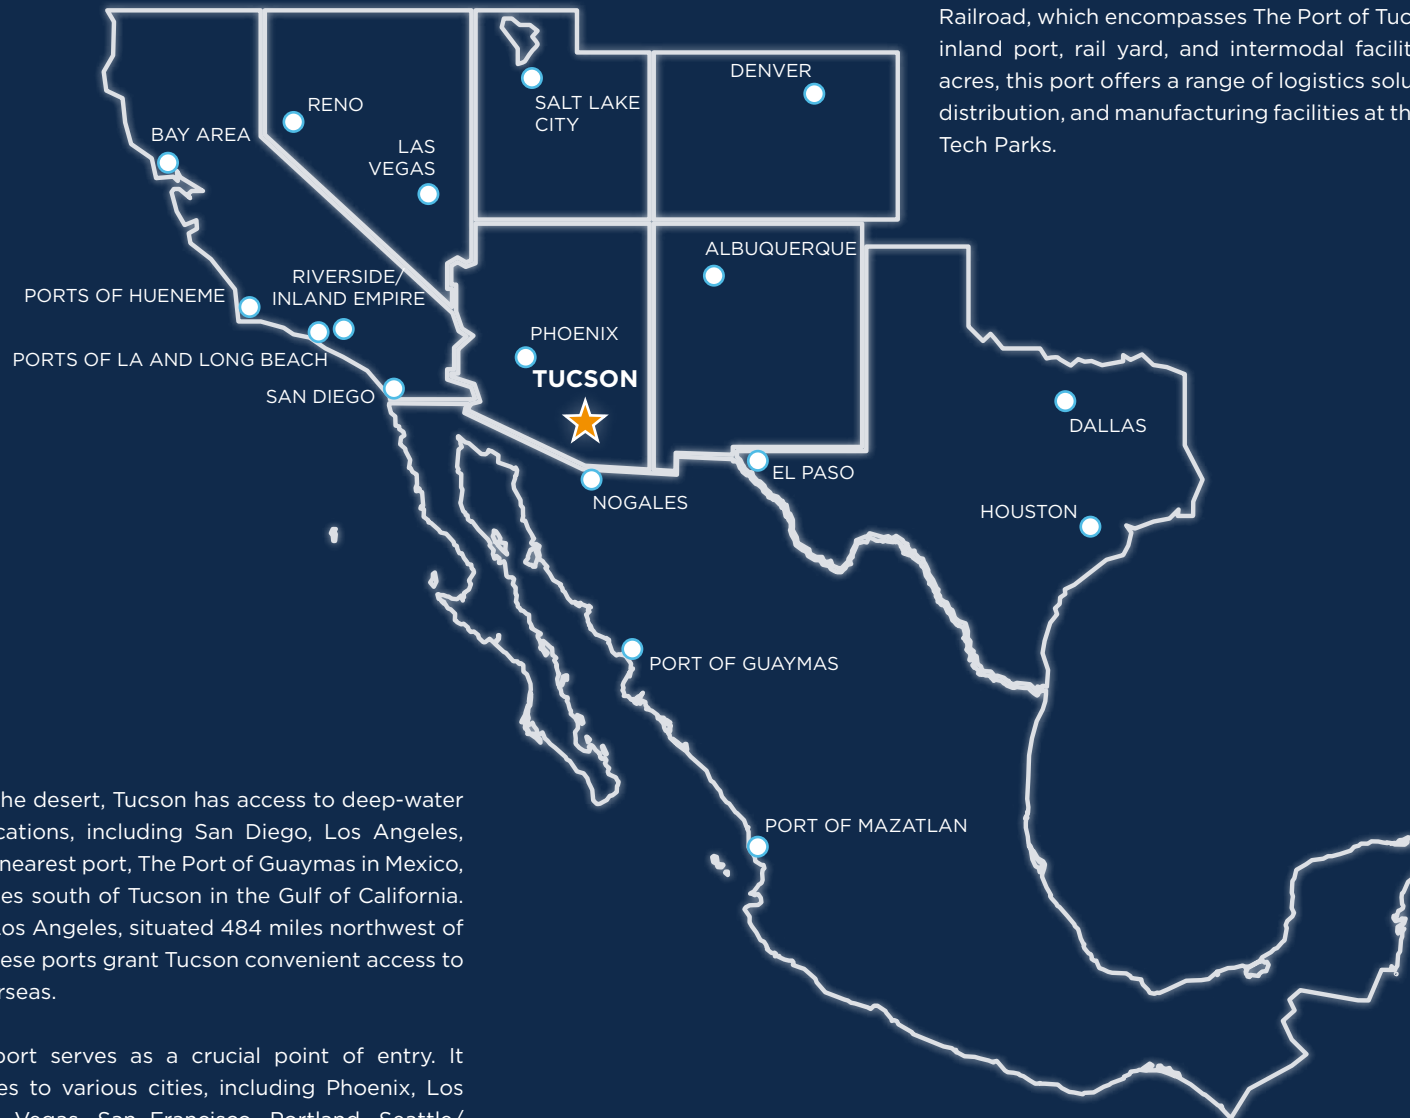 Railroad, which encompasses The Port of Tuc
inland port, rail yard, and intermodal facilit
acres, this port offers a range of logistics solu
distribution, and manufacturing facilities at th
Tech Parks.
DENVER
SALT LAKE
CITY
RENO
BAY AREA
LAS
VEGAS
ALBUQUERQUE
RIVERSIDE/
INLAND EMPIRE
PORTS OF HUENEME
PHOENIX
PORTS OF LA AND LONG BEACH
TUCSON
SAN DIEGO
DALLAS
EL PASO
NOGALES
HOUSTON
PORT OF GUAYMAS
PORT OF MAZATLAN
he desert, Tucson has access to deep-water
cations, including San Diego, Los Angeles,
nearest port, The Port of Guaymas in Mexico,
es south of Tucson in the Gulf of California.
os Angeles, situated 484 miles northwest of
ese ports grant Tucson convenient access to
rseas.
port serves as a crucial point of entry. It
es to various cities, including Phoenix, Los
Vegas, San Francisco, Portland, Seattle/